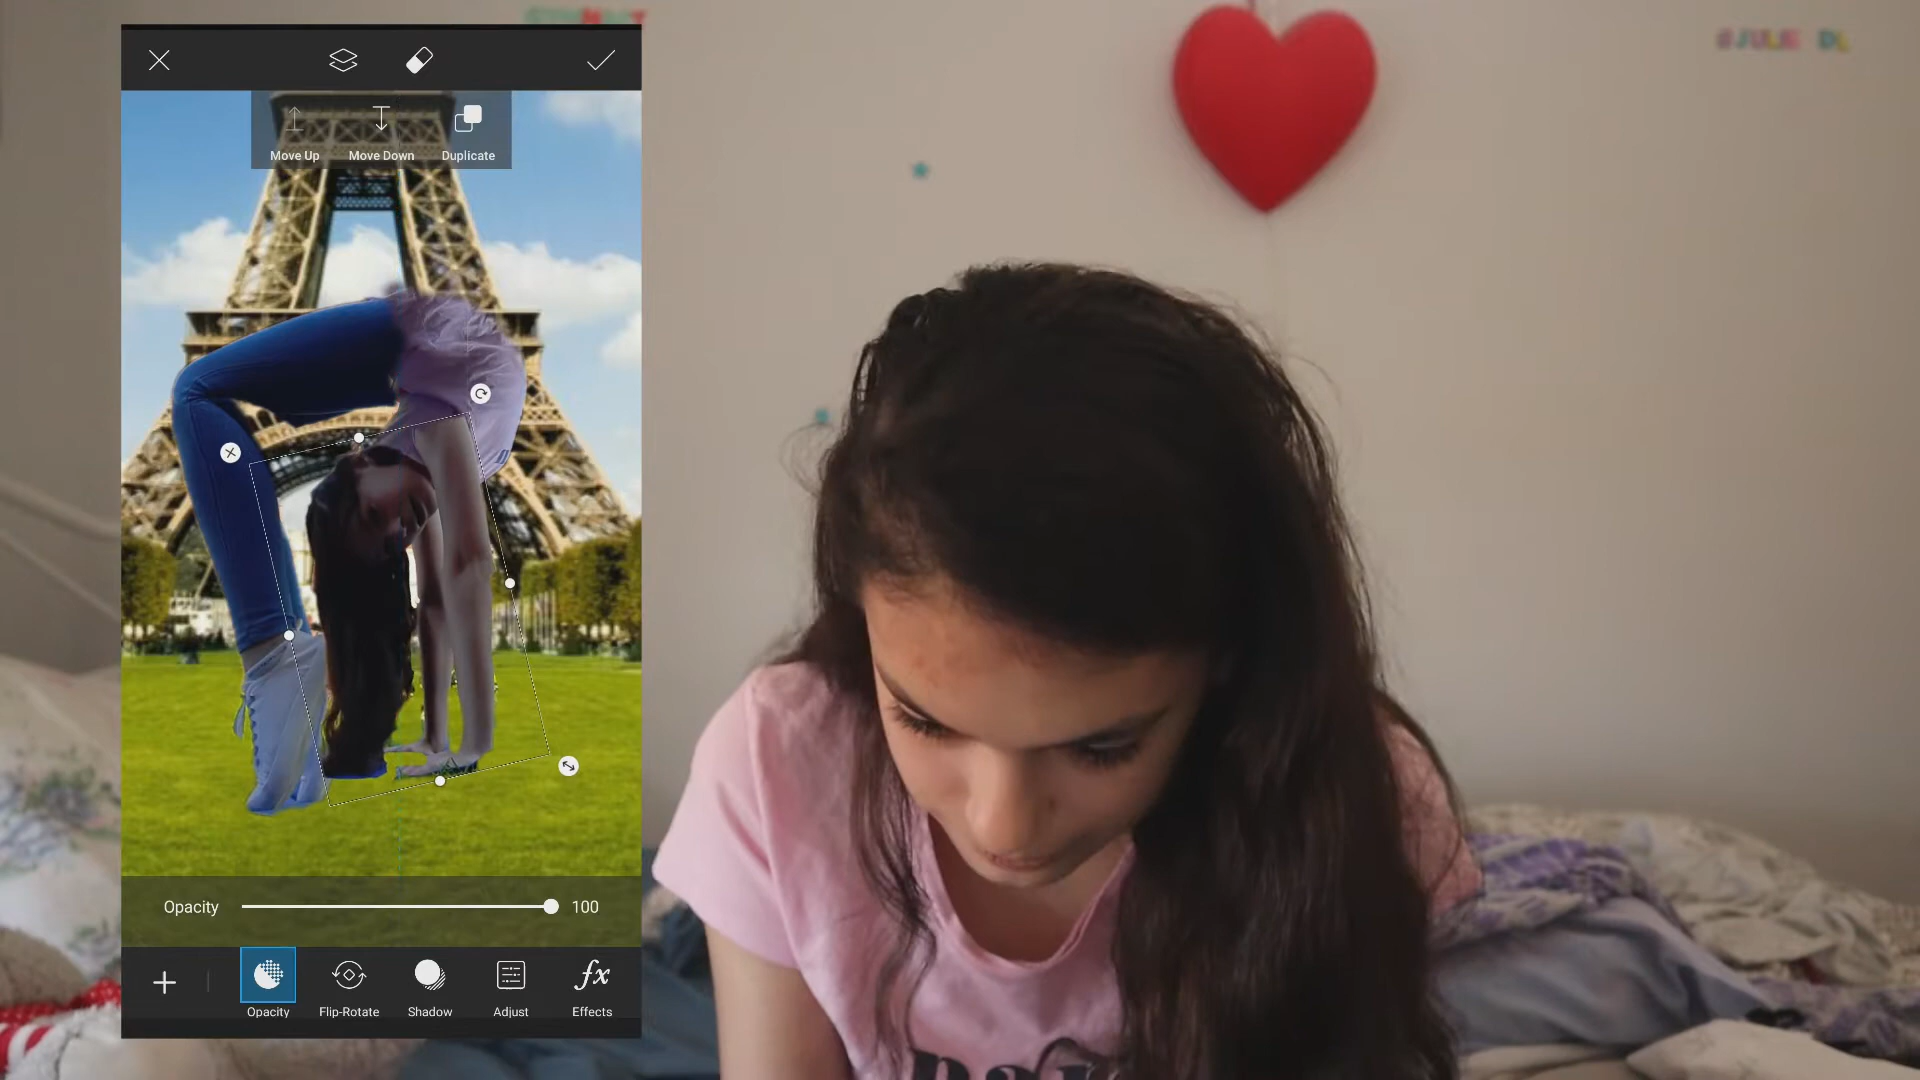 Move Up Move Down Duplicate
Opacity 100
Opacity Flip-Rotate Shadow Adjust Effects